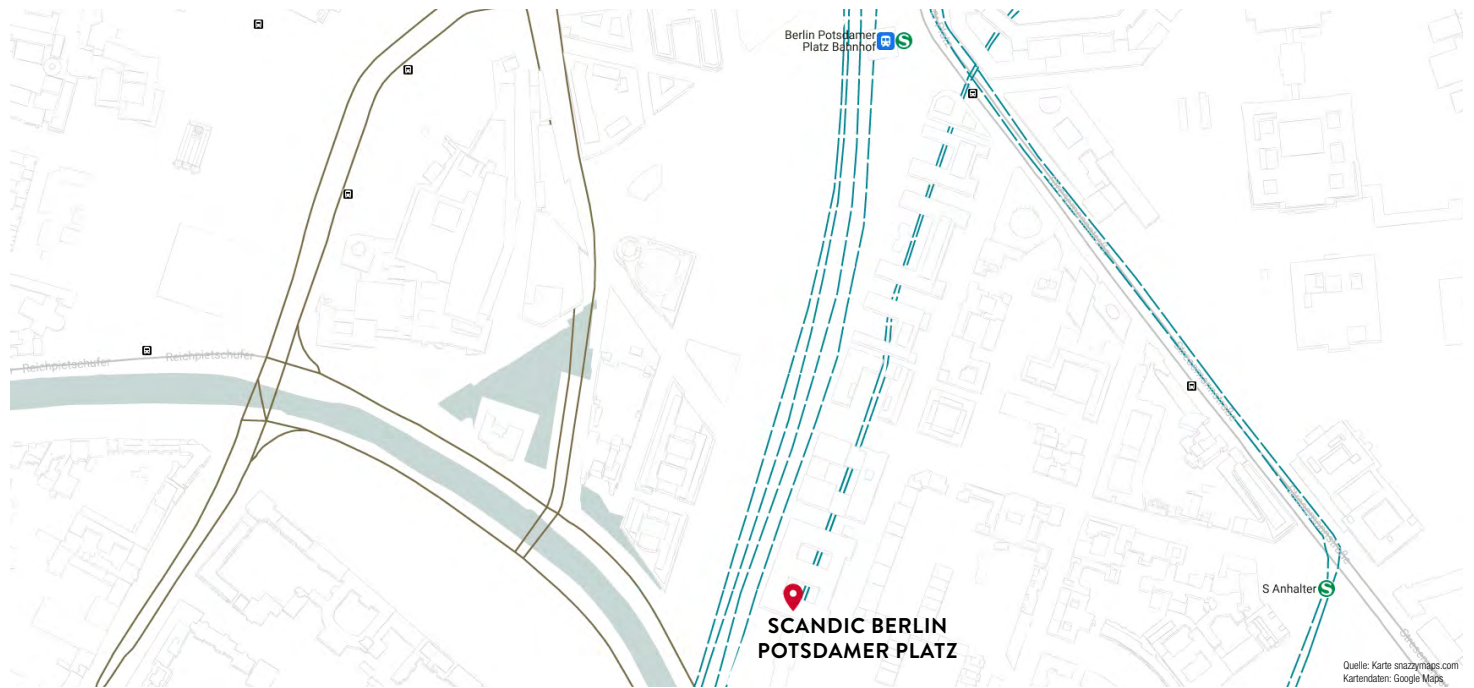 Berlin Potsdamer
Platz Bahnhof
S
Reichpietschufer
Reichpietschufer
S Anhalter
S
SCANDIC BERLIN
POTSDAMER PLATZ
Quelle: Karte snazzymaps.com
Kartendaten: Google Maps